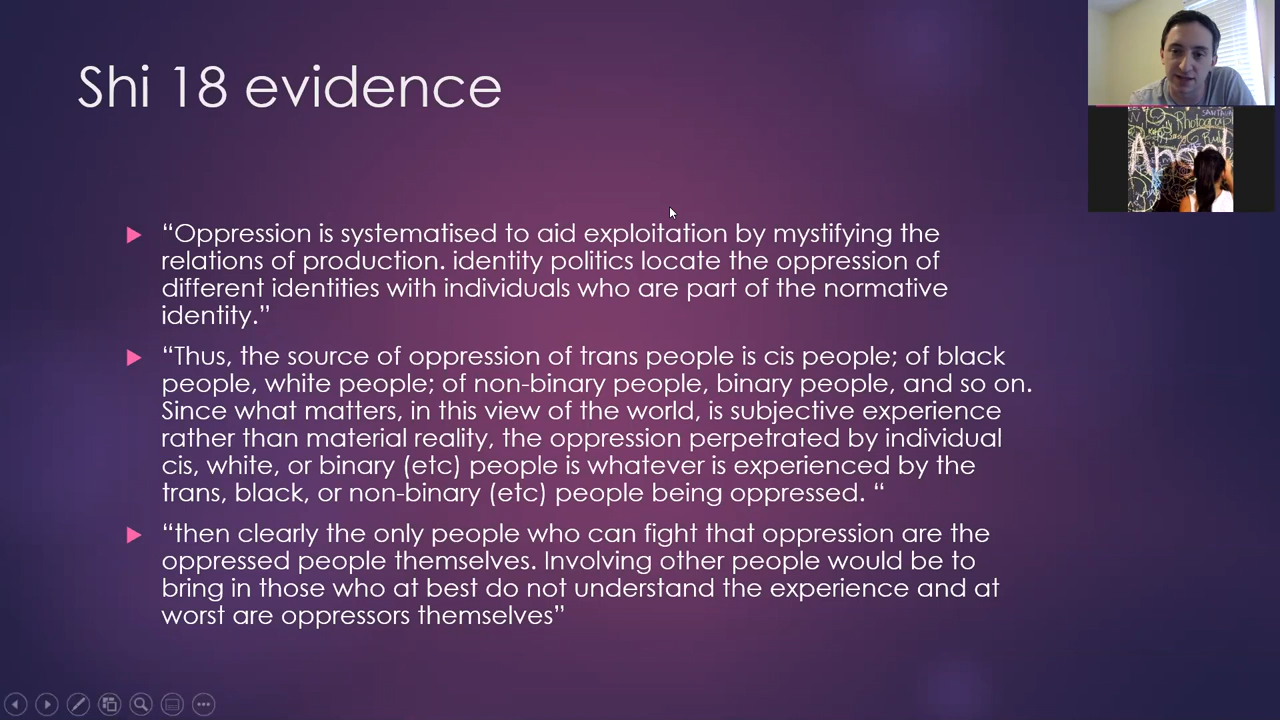 Shi 18 evidence
“Oppression is systematised to aid exploitation by mystifying the
relations of production. identity politics locate the oppression of
different identities with individuals who are part of the normative
identity.”
“Thus, the source of oppression of trans people is cis people; of black
people, white people; of non-binary people, binary people, and so on.
Since what matters, in this view of the world, is subjective experience
rather than material reality, the oppression perpetrated by individual
cis, white, or binary (etc) people is whatever is experienced by the
trans, black, or non-binary (etc) people being oppressed. “
“then clearly the only people who can fight that oppression are the
oppressed people themselves. Involving other people would be to
bring in those who at best do not understand the experience and at
worst are oppressors themselves”